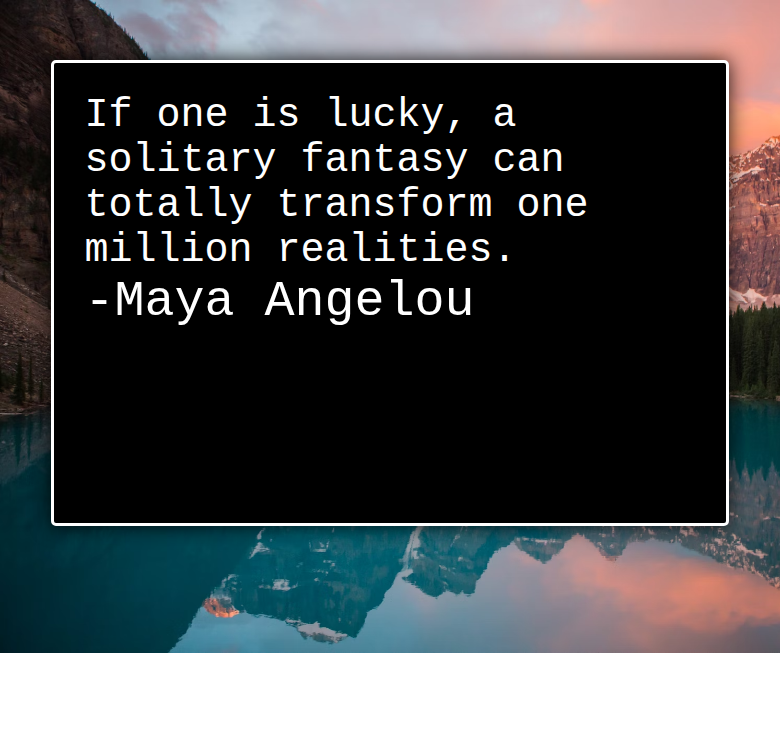 If one is lucky, a
solitary fantasy can
totally transform one
million realities.
-Maya Angelou